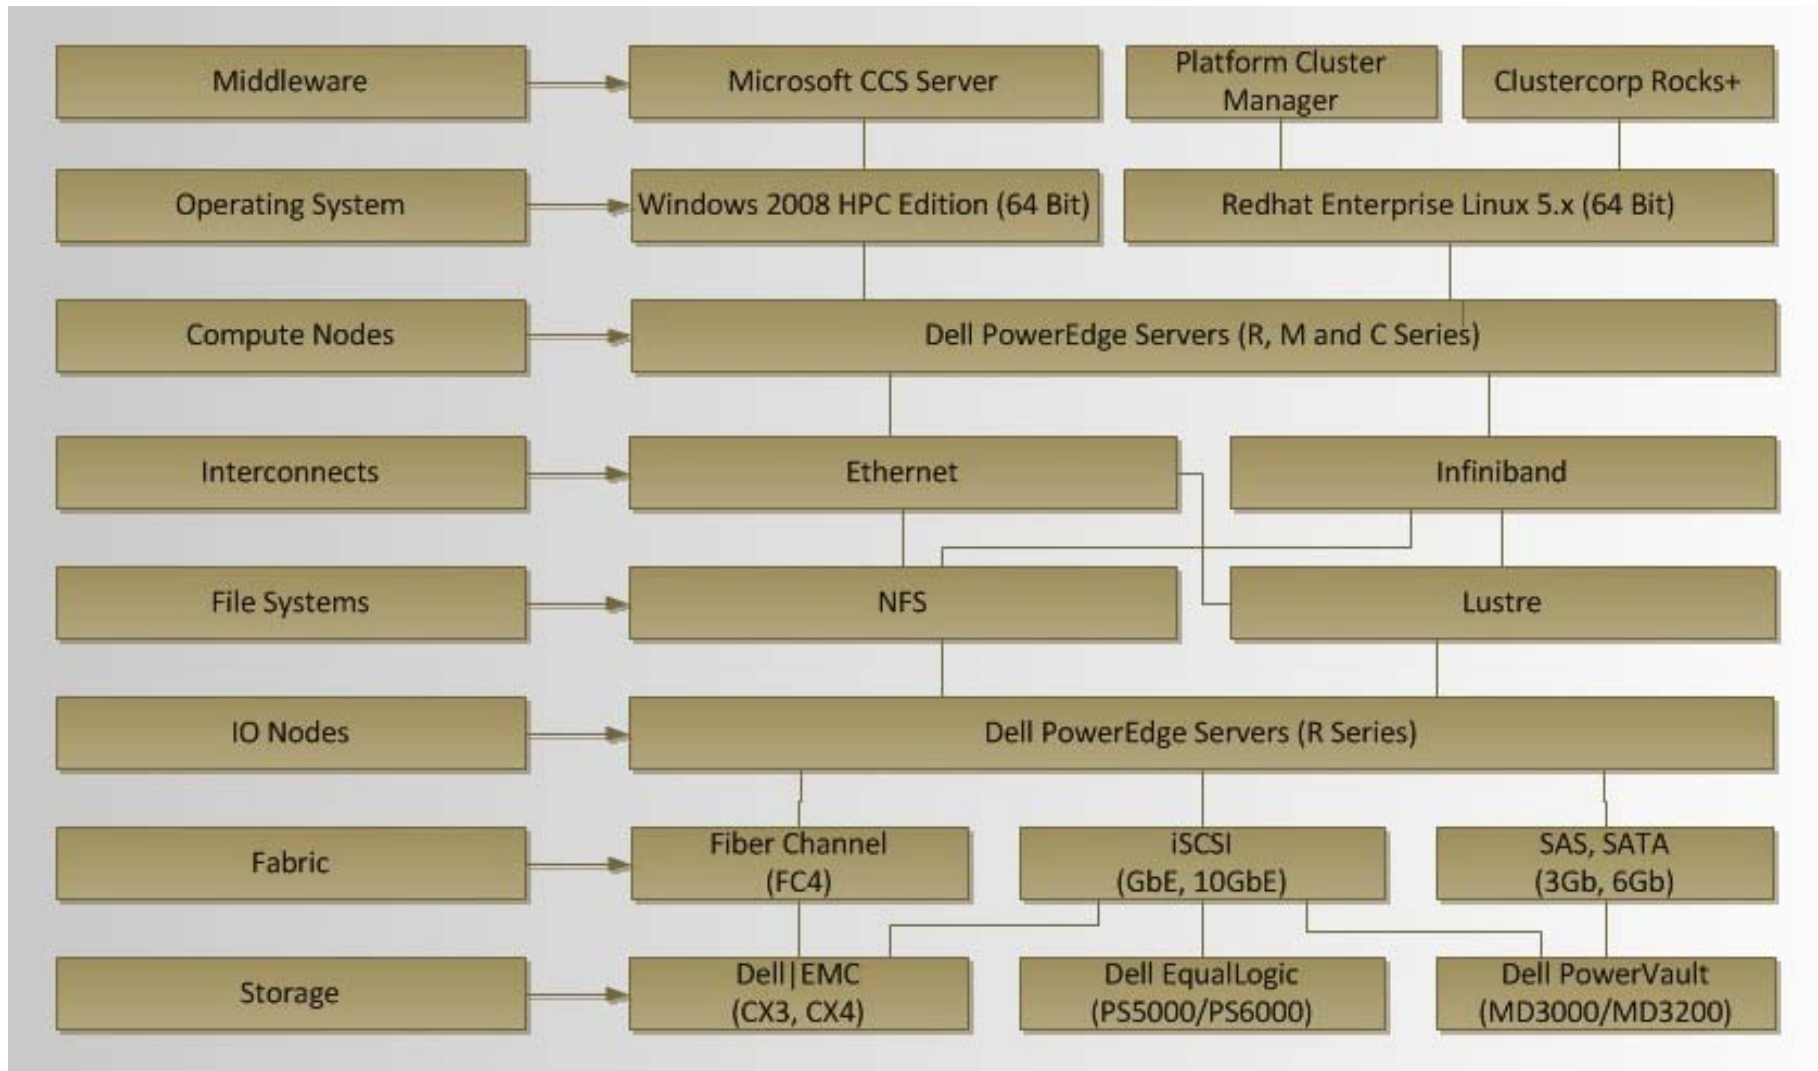 Middleware
Microsoft CCS Server
Platform Cluster
Manager
Clustercorp Rocks+
Operating System
Windows 2008 HPC Edition (64 Bit)
Redhat Enterprise Linux 5.x (64 Bit)
Compute Nodes
Dell PowerEdge Servers (R, M and C Series)
Interconnects
Ethernet
Infiniband
File Systems
NFS
Lustre
IO Nodes
Dell PowerEdge Servers (R Series)
Fabric
Fiber Channel
(FC4)
iSCSI
(GbE, 10GbE)
SAS, SATA
(3Gb, 6Gb)
Storage
Dell|EMC
(CX3, CX4)
Dell EqualLogic
(PS5000/PS6000)
Dell PowerVault
(MD3000/MD3200)